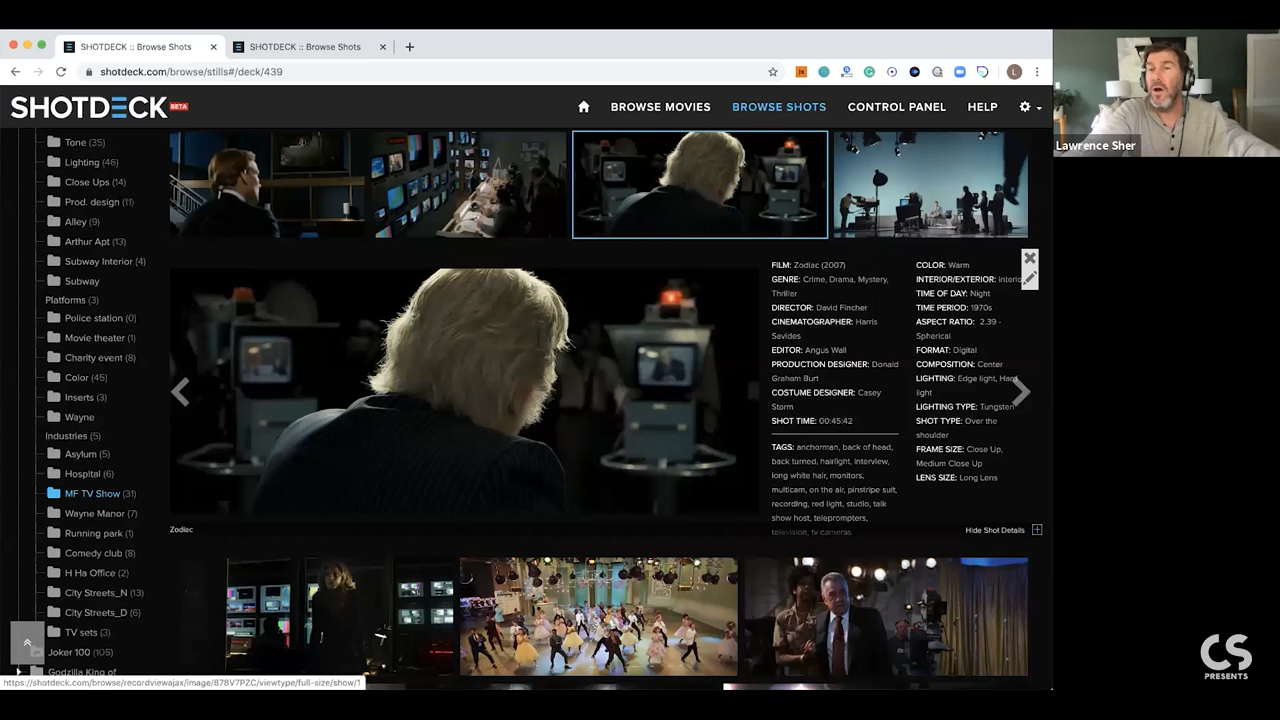 SHOTDECK :: Browse Shots
SHOTDECK :: Browse Shots
shotdeck.com/browse/stills#/deck/439
L
SHOTDECK BETA
BROWSE MOVIES
BROWSE SHOTS
CONTROL PANEL
HELP
Lawrence Sher
Tone (35)
Lighting (46)
Close Ups (14)
Prod. design (11)
Alley (9)
Arthur Apt (13)
Subway Interior (4)
Subway
Platforms (3)
Police station (0)
Movie theater (1)
Charity event (8)
Color (45)
Inserts (3)
Wayne
Industries (5)
Asylum (5)
Hospital (6)
MF TV Show (31)
Wayne Manor (7)
Running park (1)
Comedy club (8)
H Ha Office (2)
City Streets_N (13)
City Streets_D (6)
TV sets (3)
Joker 100 (105)
Godzilla King of
FILM: Zodiac (2007)
GENRE: Crime, Drama, Mystery,
Thriller
DIRECTOR: David Fincher
CINEMATOGRAPHER: Harris
Savides
EDITOR: Angus Wall
PRODUCTION DESIGNER: Donald
Graham Burt
COSTUME DESIGNER: Casey
Storm
SHOT TIME: 00:45:42
TAGS: anchorman, back of head,
back turned, hairlight, interview,
long white hair, monitors,
multicam, on the air, pinstripe suit,
recording, red light, studio, talk
show host, teleprompters,
television, tv cameras
COLOR: Warm
INTERIOR/EXTERIOR: Interio
TIME OF DAY: Night
TIME PERIOD: 1970s
ASPECT RATIO: 2.39 -
Spherical
FORMAT: Digital
COMPOSITION: Center
LIGHTING: Edge light, Hard
light
LIGHTING TYPE: Tungsten
SHOT TYPE: Over the
shoulder
FRAME SIZE: Close Up,
Medium Close Up
LENS SIZE: Long Lens
Zodiac
Hide Shot Details
https://shotdeck.com/browse/recordviewajax/image/878V7PZC/viewtype/full-size/show/1
CS
PRESENTS